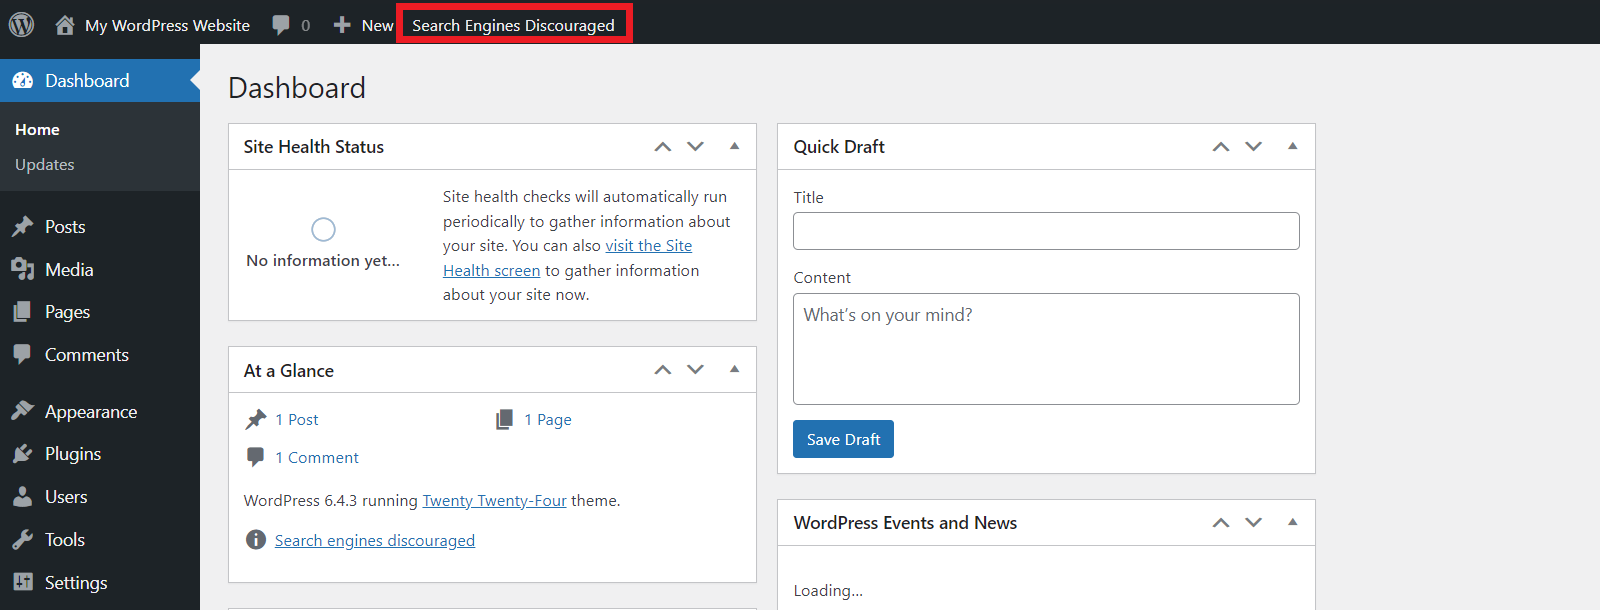 My WordPress Website 0 New Search Engines Discouraged
Dashboard
Home
Updates
Posts
Media
Pages
Comments
Appearance
Plugins
Users
Tools
Settings
Dashboard
Site Health Status
No information yet...
Site health checks will automatically run
periodically to gather information about
your site. You can also visit the Site
Health screen to gather information
about your site now.
At a Glance
1 Post
1 Page
1 Comment
WordPress 6.4.3 running Twenty Twenty-Four theme.
Search engines discouraged
Quick Draft
Title
Content
What's on your mind?
Save Draft
WordPress Events and News
Loading...